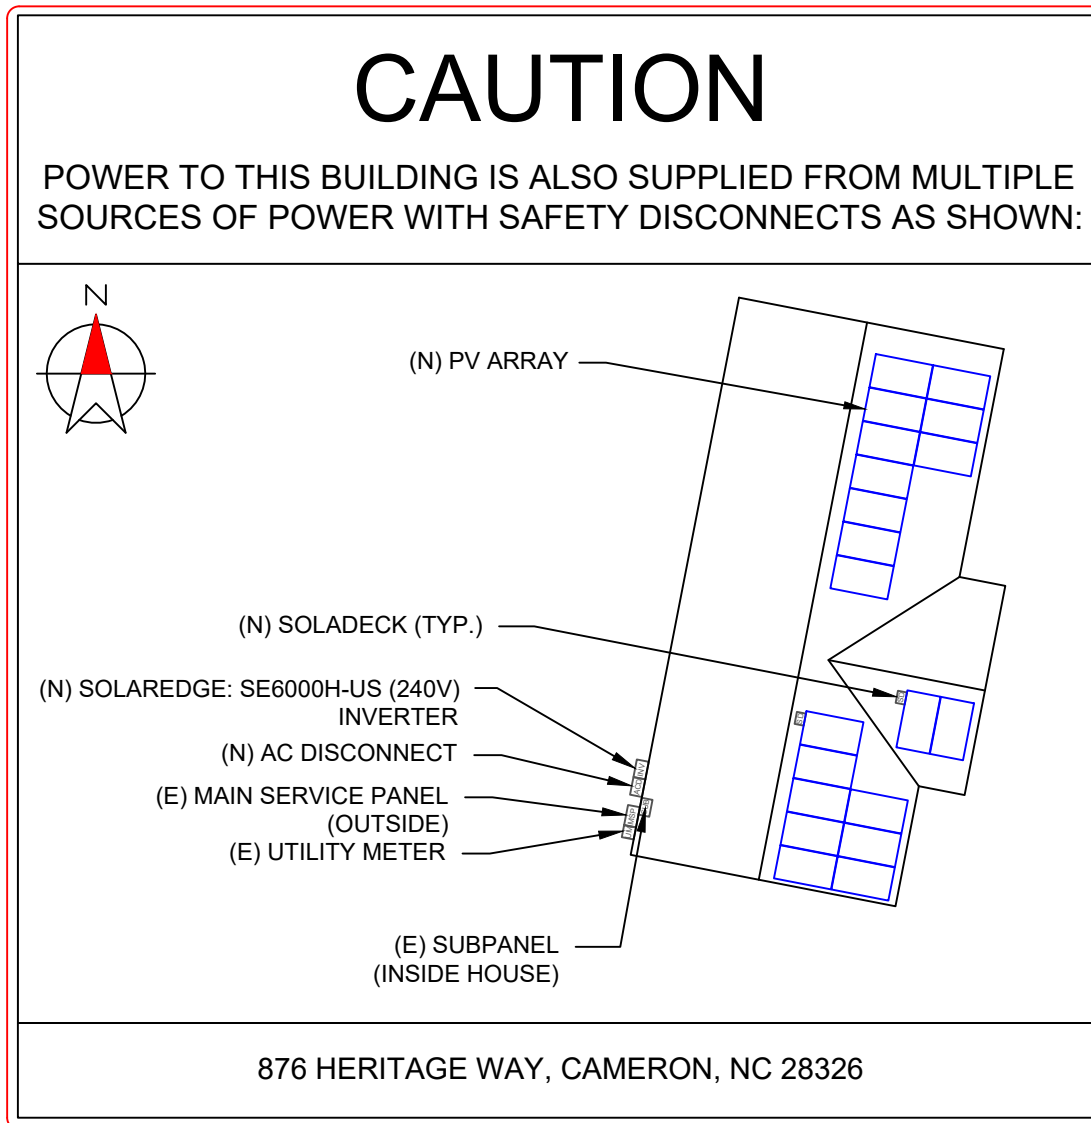 CAUTION
POWER TO THIS BUILDING IS ALSO SUPPLIED FROM MULTIPLE
SOURCES OF POWER WITH SAFETY DISCONNECTS AS SHOWN:
N
(N) PV ARRAY
(N) SOLADECK (TYP.)
(N) SOLAREDGE: SE6000H-US (240V)
INVERTER
(N) AC DISCONNECT
(E) MAIN SERVICE PANEL
(OUTSIDE)
(E) UTILITY METER
(E) SUBPANEL
(INSIDE HOUSE)
INV
MSP
876 HERITAGE WAY, CAMERON, NC 28326